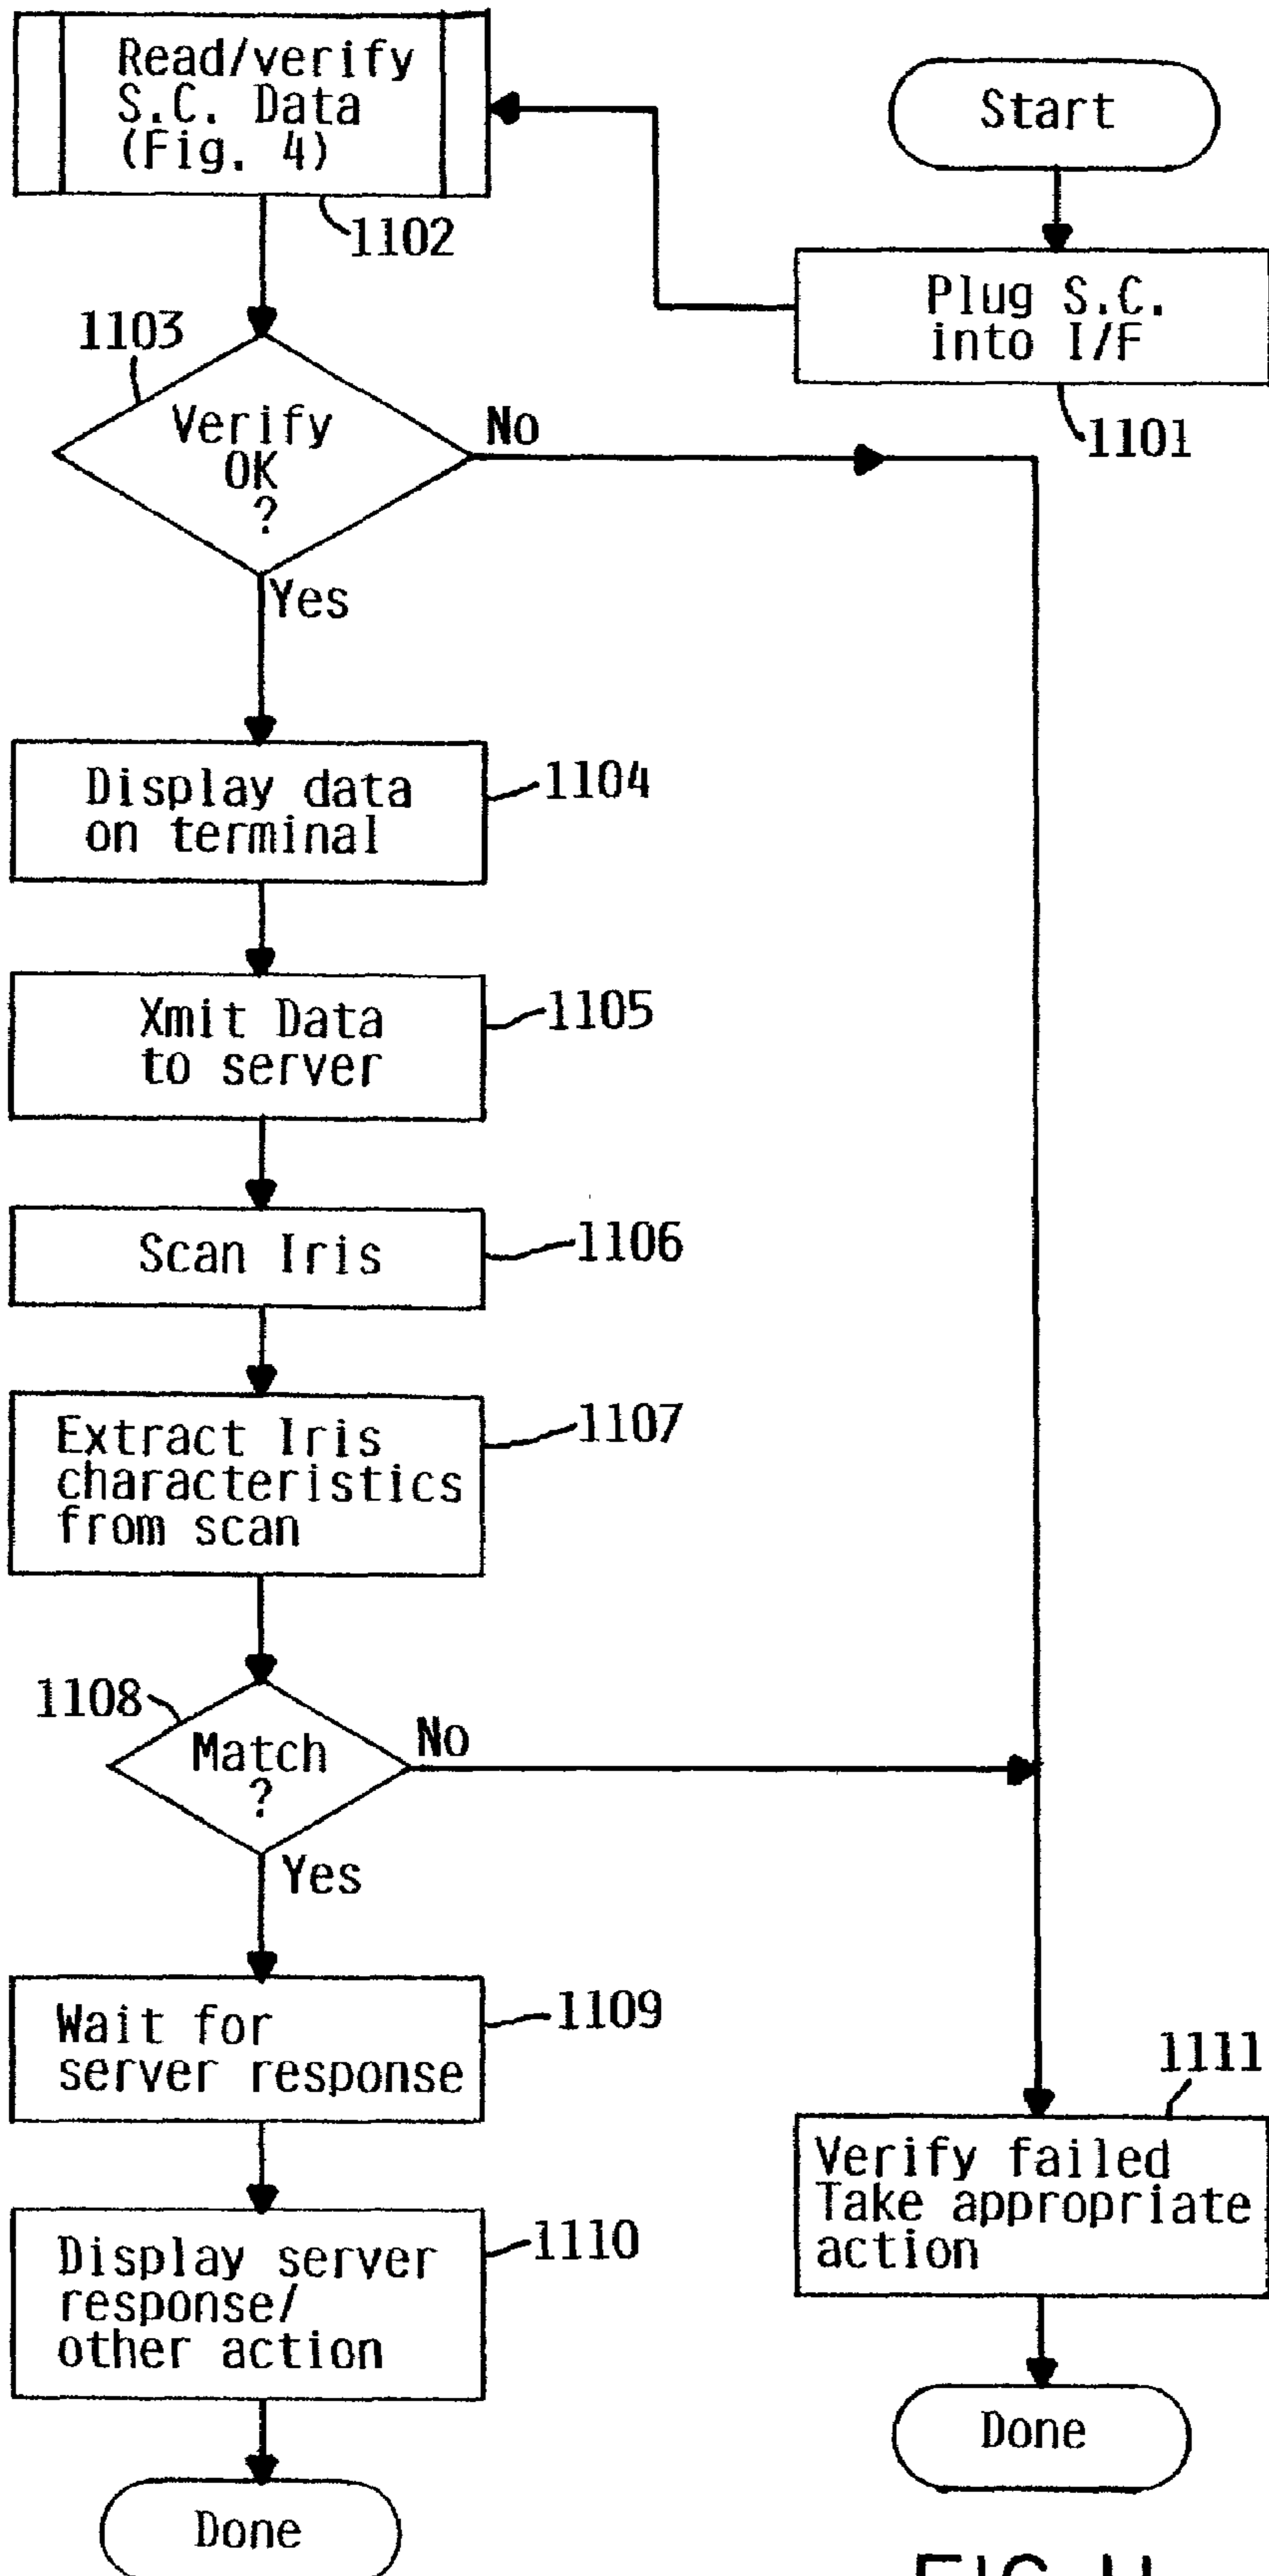 Start
Plug S.C.
into I/F
1101
Read/verify
S.C. Data
(Fig. 4)
1102
1103
Verify
OK
?
No
Yes
Display data
on terminal
1104
Xmit Data
to server
1105
Scan Iris
1106
Extract Iris
characteristics
from scan
1107
1108
Match
?
No
Yes
Wait for
server response
1109
Display server
response/
other action
1110
Done
1111
Verify failed
Take appropriate
action
Done
FIG. 11